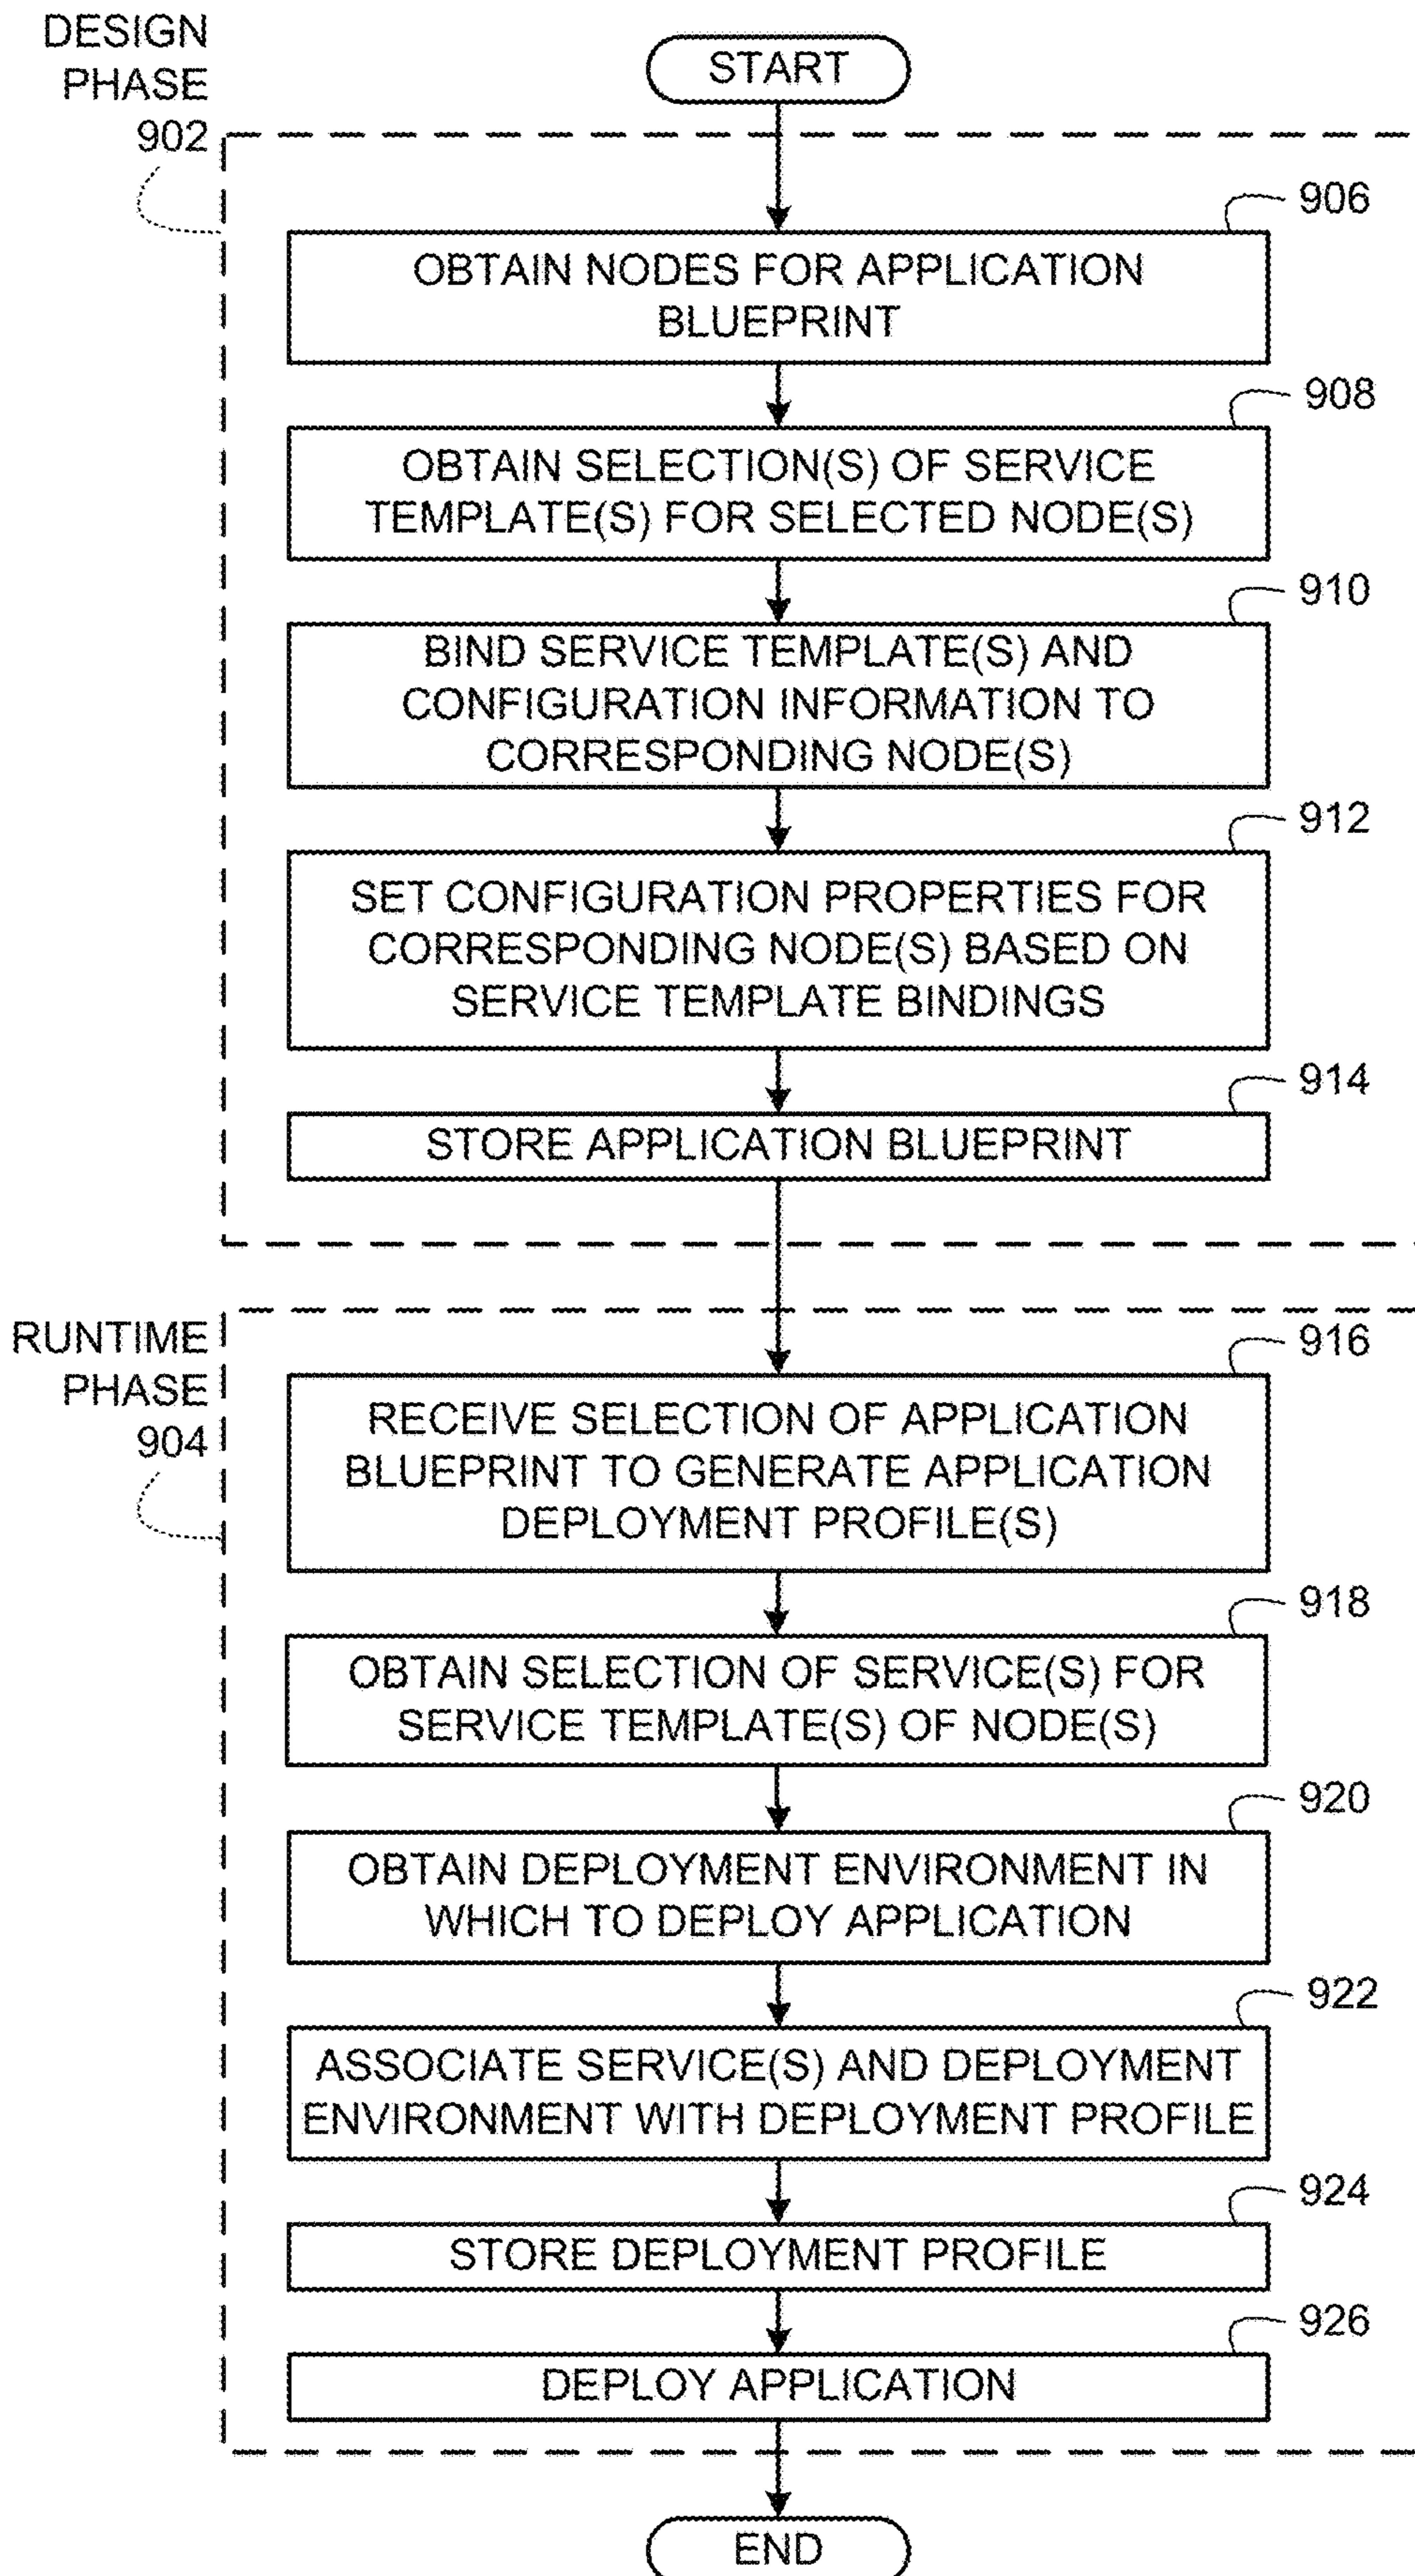 DESIGN
PHASE
902
START
906
OBTAIN NODES FOR APPLICATION
BLUEPRINT
908
OBTAIN SELECTION(S) OF SERVICE
TEMPLATE(S) FOR SELECTED NODE(S)
910
BIND SERVICE TEMPLATE(S) AND
CONFIGURATION INFORMATION TO
CORRESPONDING NODE(S)
912
SET CONFIGURATION PROPERTIES FOR
CORRESPONDING NODE(S) BASED ON
SERVICE TEMPLATE BINDINGS
914
STORE APPLICATION BLUEPRINT
RUNTIME
PHASE
904
916
RECEIVE SELECTION OF APPLICATION
BLUEPRINT TO GENERATE APPLICATION
DEPLOYMENT PROFILE(S)
918
OBTAIN SELECTION OF SERVICE(S) FOR
SERVICE TEMPLATE(S) OF NODE(S)
920
OBTAIN DEPLOYMENT ENVIRONMENT IN
WHICH TO DEPLOY APPLICATION
922
ASSOCIATE SERVICE(S) AND DEPLOYMENT
ENVIRONMENT WITH DEPLOYMENT PROFILE
924
STORE DEPLOYMENT PROFILE
926
DEPLOY APPLICATION
END